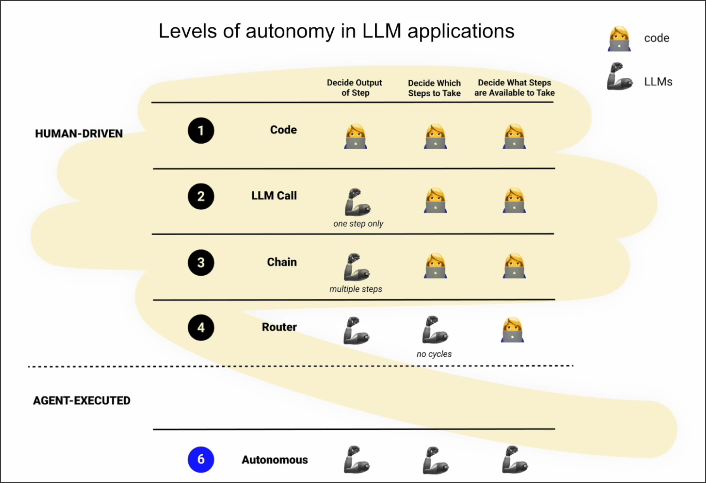 Levels of autonomy in LLM applications
code
LLMs
Decide Output
of Step
Decide Which
Steps to Take
Decide What Steps
are Available to Take
HUMAN-DRIVEN
1
Code
2
LLM Call
one step only
3
Chain
multiple steps
4
Router
no cycles
AGENT-EXECUTED
6
Autonomous